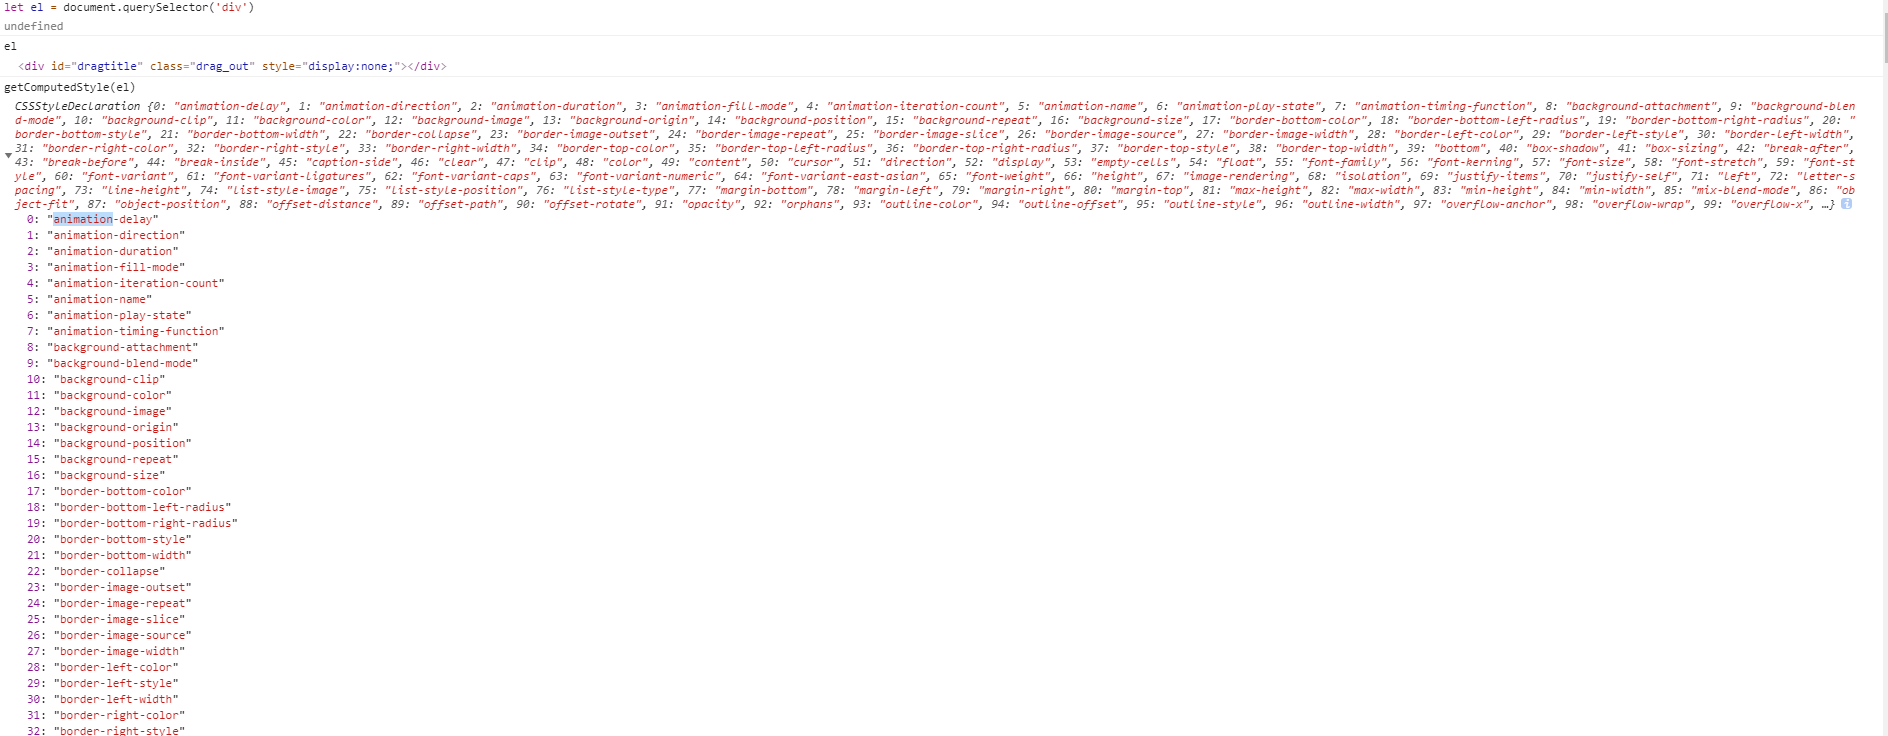 let el = document.querySelector('div')
undefined
el
<div id="dragtitle" class="drag_out" style="display:none;"></div>
getComputedStyle(el)
CSSStyleDeclaration {0: "animation-delay", 1: "animation-direction", 2: "animation-duration", 3: "animation-fill-mode", 4: "animation-iteration-count", 5: "animation-name", 6: "animation-play-state", 7: "animation-timing-function", 8: "background-attachment", 9: "background-blen
d-mode", 10: "background-clip", 11: "background-color", 12: "background-image", 13: "background-origin", 14: "background-position", 15: "background-repeat", 16: "background-size", 17: "border-bottom-color", 18: "border-bottom-left-radius", 19: "border-bottom-right-radius", 20: "
border-bottom-style", 21: "border-bottom-width", 22: "border-collapse", 23: "border-image-outset", 24: "border-image-repeat", 25: "border-image-slice", 26: "border-image-source", 27: "border-image-width", 28: "border-left-color", 29: "border-left-style", 30: "border-left-width",
31: "border-right-color", 32: "border-right-style", 33: "border-right-width", 34: "border-top-color", 35: "border-top-left-radius", 36: "border-top-right-radius", 37: "border-top-style", 38: "border-top-width", 39: "bottom", 40: "box-shadow", 41: "box-sizing", 42: "break-after",
43: "break-before", 44: "break-inside", 45: "caption-side", 46: "clear", 47: "clip", 48: "color", 49: "content", 50: "cursor", 51: "direction", 52: "display", 53: "empty-cells", 54: "float", 55: "font-family", 56: "font-kerning", 57: "font-size", 58: "font-stretch", 59: "font-st
yle", 60: "font-variant", 61: "font-variant-ligatures", 62: "font-variant-caps", 63: "font-variant-numeric", 64: "font-variant-east-asian", 65: "font-weight", 66: "height", 67: "image-rendering", 68: "isolation", 69: "justify-items", 70: "justify-self", 71: "left", 72: "letter-s
pacing", 73: "line-height", 74: "list-style-image", 75: "list-style-position", 76: "list-style-type", 77: "margin-bottom", 78: "margin-left", 79: "margin-right", 80: "margin-top", 81: "max-height", 82: "max-width", 83: "min-height", 84: "min-width", 85: "mix-blend-mode", 86: "ob
ject-fit", 87: "object-position", 88: "offset-distance", 89: "offset-path", 90: "offset-rotate", 91: "opacity", 92: "orphans", 93: "outline-color", 94: "outline-offset", 95: "outline-style", 96: "outline-width", 97: "overflow-anchor", 98: "overflow-wrap", 99: "overflow-x", …} i
0: "animation-delay"
1: "animation-direction"
2: "animation-duration"
3: "animation-fill-mode"
4: "animation-iteration-count"
5: "animation-name"
6: "animation-play-state"
7: "animation-timing-function"
8: "background-attachment"
9: "background-blend-mode"
10: "background-clip"
11: "background-color"
12: "background-image"
13: "background-origin"
14: "background-position"
15: "background-repeat"
16: "background-size"
17: "border-bottom-color"
18: "border-bottom-left-radius"
19: "border-bottom-right-radius"
20: "border-bottom-style"
21: "border-bottom-width"
22: "border-collapse"
23: "border-image-outset"
24: "border-image-repeat"
25: "border-image-slice"
26: "border-image-source"
27: "border-image-width"
28: "border-left-color"
29: "border-left-style"
30: "border-left-width"
31: "border-right-color"
32: "border-right-style"